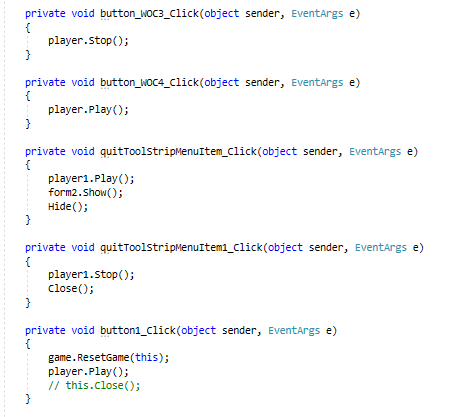 private void button_WOC3_Click(object sender, EventArgs e)
{
player.Stop();
}
private void button_WOC4_Click(object sender, EventArgs e)
{
player.Play();
}
private void quitToolStripMenuItem_Click(object sender, EventArgs e)
{
player1.Play();
form2.Show();
Hide();
}
private void quitToolStripMenuItem1_Click(object sender, EventArgs e)
{
player1.Stop();
Close();
}
private void button1_Click(object sender, EventArgs e)
{
game.ResetGame(this);
player.Play();
// this.Close();
}